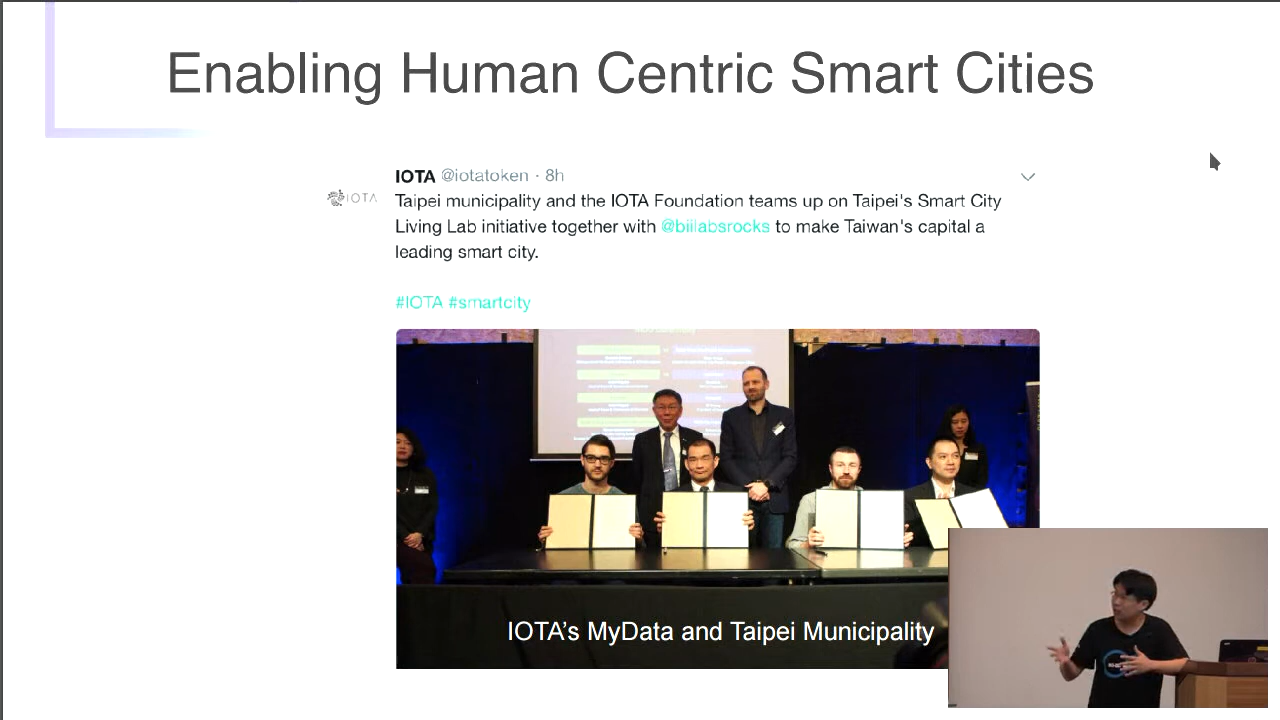 Enabling Human Centric Smart Cities
IOTA @iotatoken · 8h
IOTA
Taipei municipality and the IOTA Foundation teams up on Taipei's Smart City
Living Lab initiative together with @biilabsrocks to make Taiwan's capital a
leading smart city.
#IOTA #smartcity
IOTA's MyData and Taipei Municipality